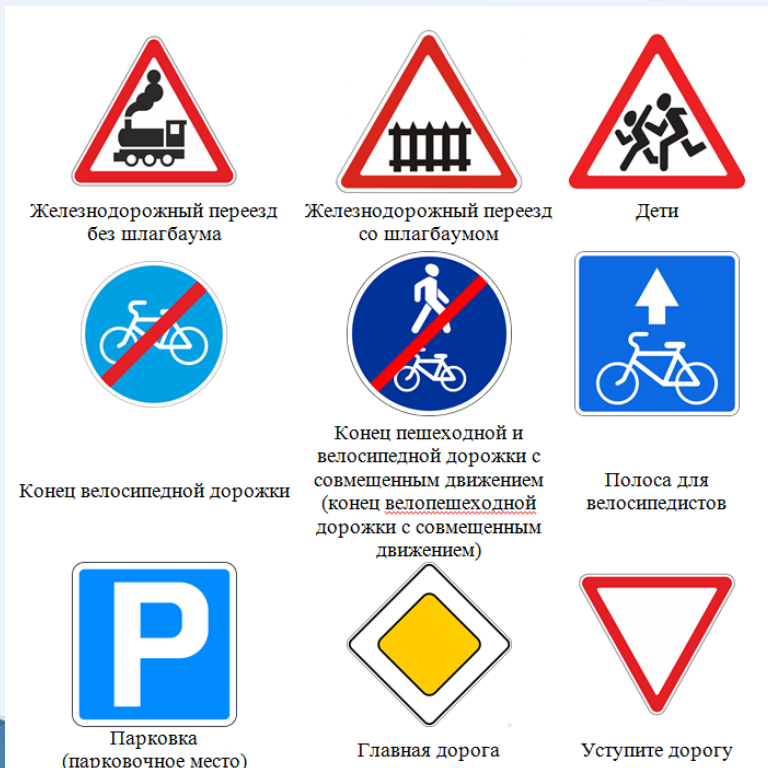 Железнодорожный переезд
без шлагбаума
Железнодорожный переезд
со шлагбаумом
Дети
Конец велосипедной дорожки
Конец пешеходной и
велосипедной дорожки с
совмещенным движением
(конец велопешеходной
дорожки с совмещенным
движением)
Полоса для
велосипедистов
P
Парковка
(парковочное место)
Главная дорога
Уступите дорогу